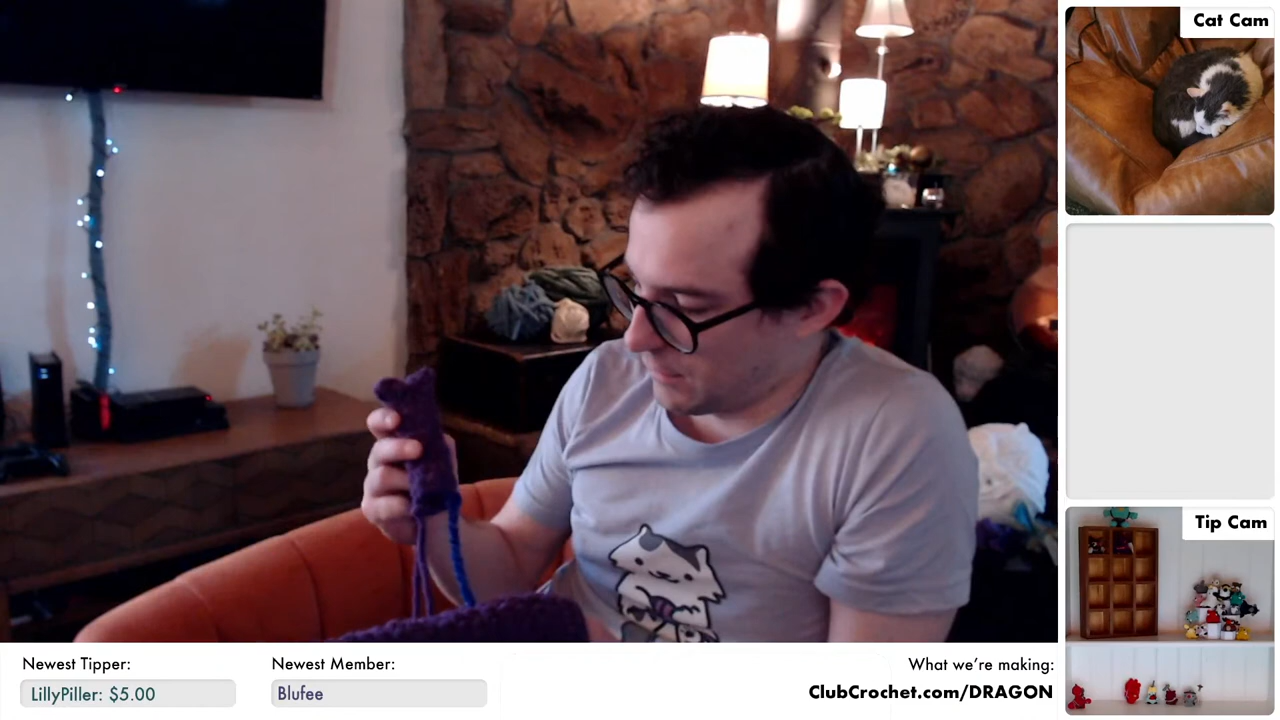 Cat Cam
Tip Cam
Newest Tipper:
LillyPiller: $5.00
Newest Member:
Blufee
What we're making:
ClubCrochet.com/DRAGON